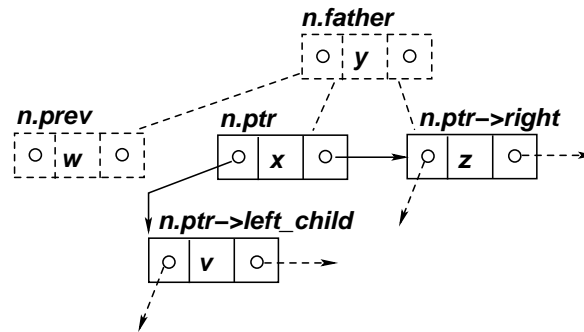 n.father
y
n.prev
n.ptr
n.ptr−>right
w
x
z
n.ptr−>left_child
v